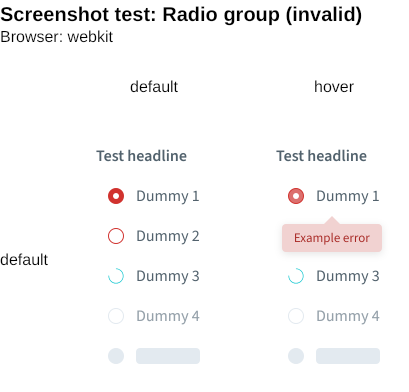 Screenshot test: Radio group (invalid)
Browser: webkit
default hover
Test headline Test headline
Dummy 1 Dummy 1
Dummy 2 Example error
default
Dummy 3 Dummy 3
Dummy 4 Dummy 4